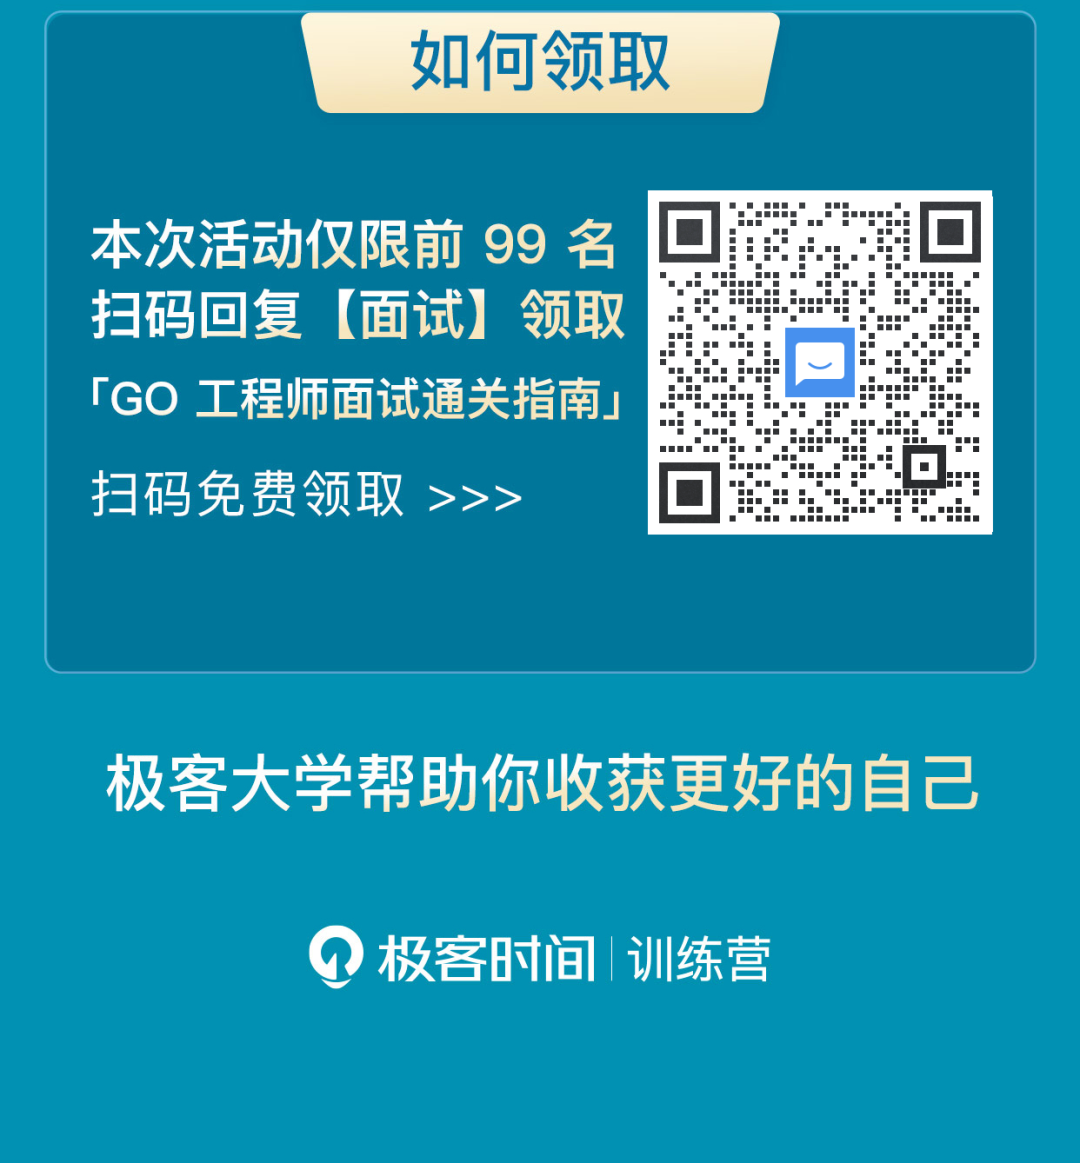 如何领取
本次活动仅限前 99 名
扫码回复【面试】领取
「GO 工程师面试通关指南」
扫码免费领取 >>>
极客大学帮助你收获更好的自己
极客时间 | 训练营